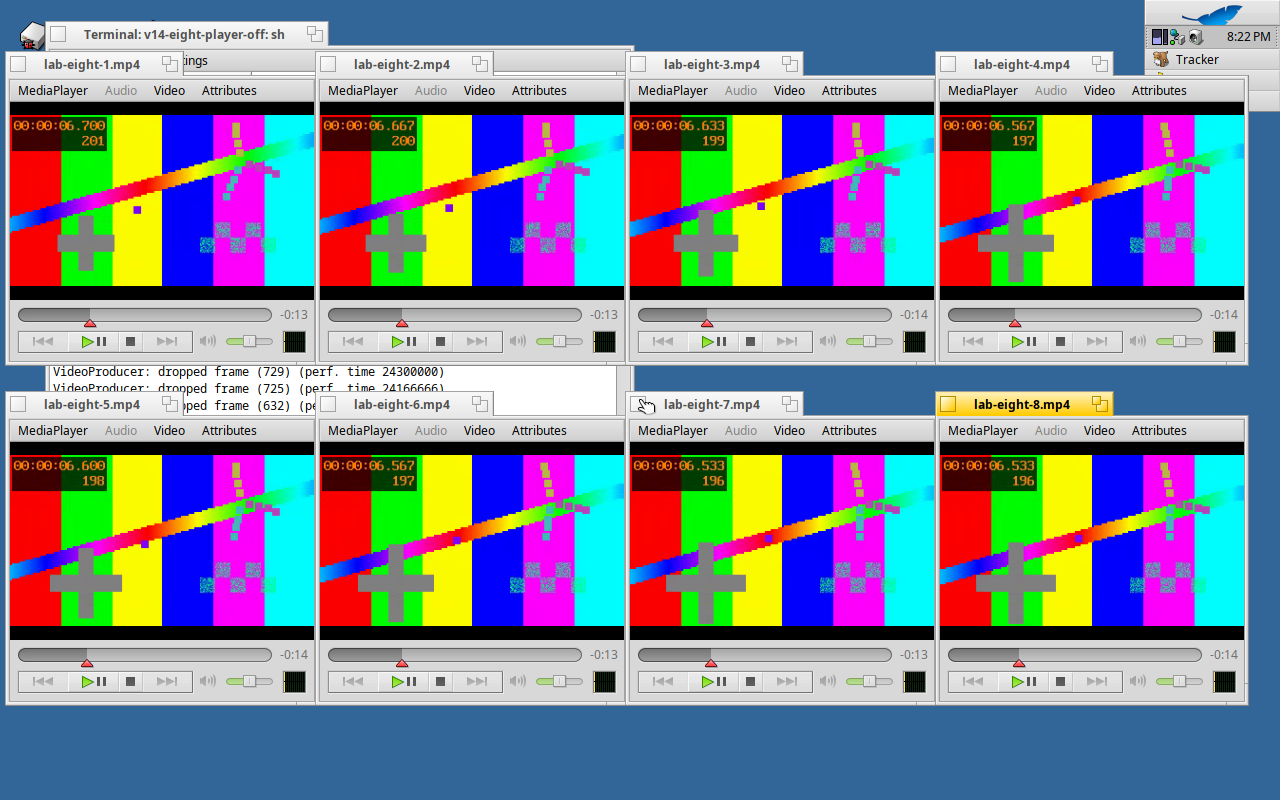 Terminal: v14-eight-player-off: sh
8:22 PM
Tracker
lab-eight-1.mp4
lab-eight-2.mp4
lab-eight-3.mp4
lab-eight-4.mp4
MediaPlayer Audio Video Attributes
MediaPlayer Audio Video Attributes
MediaPlayer Audio Video Attributes
MediaPlayer Audio Video Attributes
00:00:06.700
201
00:00:06.667
200
00:00:06.633
199
00:00:06.567
197
-0:13
-0:13
-0:14
-0:14
VideoProducer: dropped frame (729) (perf. time 24300000)
VideoProducer: dropped frame (725) (perf. time 24166666)
frame (632)
lab-eight-5.mp4
lab-eight-6.mp4
lab-eight-7.mp4
lab-eight-8.mp4
MediaPlayer Audio Video Attributes
MediaPlayer Audio Video Attributes
MediaPlayer Audio Video Attributes
MediaPlayer Audio Video Attributes
00:00:06.600
198
00:00:06.567
197
00:00:06.533
196
00:00:06.533
196
-0:14
-0:13
-0:13
-0:14